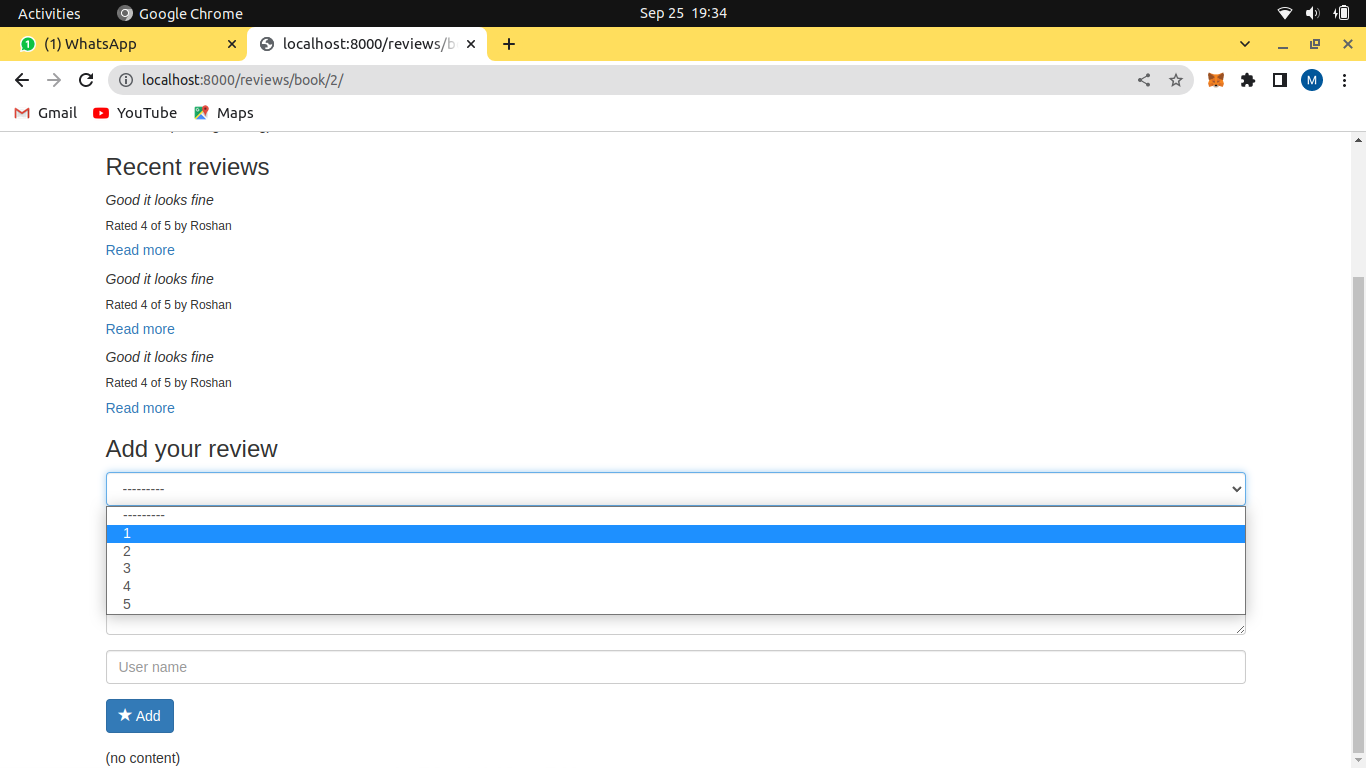 Activities Google Chrome Sep 25 19:34
1 (1) WhatsApp localhost:8000/reviews/b
localhost:8000/reviews/book/2/ M
Gmail YouTube Maps
Recent reviews
Good it looks fine
Rated 4 of 5 by Roshan
Read more
Good it looks fine
Rated 4 of 5 by Roshan
Read more
Good it looks fine
Rated 4 of 5 by Roshan
Read more
Add your review
---------
---------
1
2
3
4
5
User name
Add
(no content)